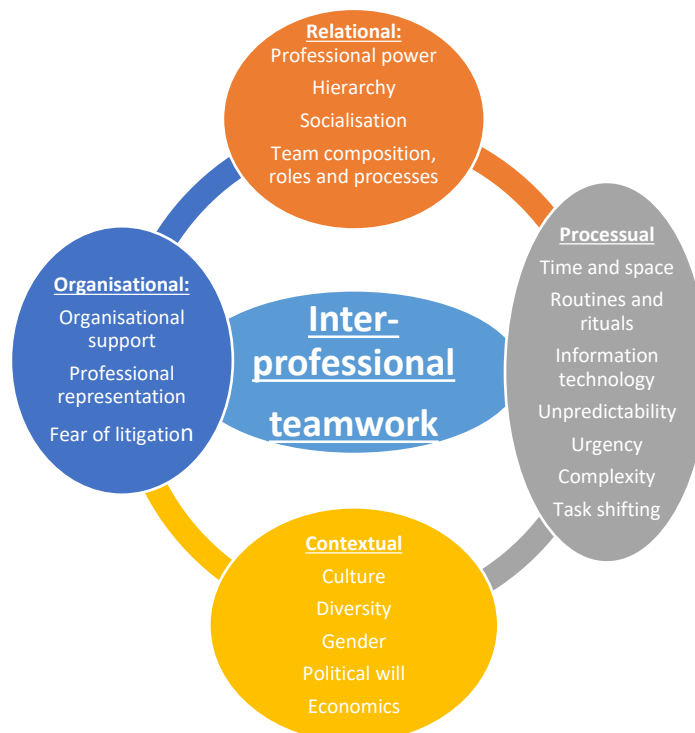 Relational:
Professional power
Hierarchy
Socialisation
Team composition,
roles and processes
Processual
Time and space
Routines and
rituals
Information
technology
Unpredictability
Urgency
Complexity
Task shifting
Organisational:
Organisational
support
Professional
representation
Fear of litigation
Inter-
professional
teamwork
Contextual
Culture
Diversity
Gender
Political will
Economics